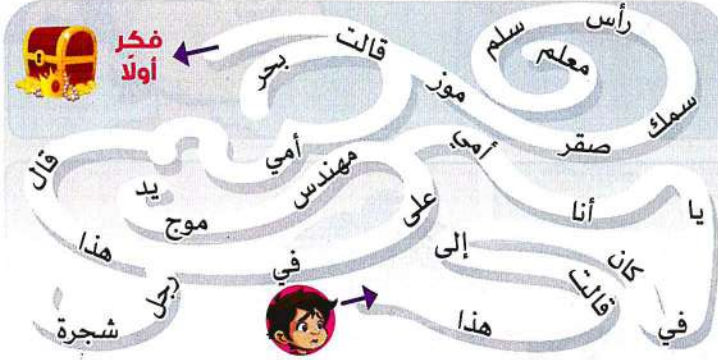 فكر
أولًا
قالت
بحر
موز
سلم
رأس
معلم
سمك
صقر
أمي
أنا
يا
قال
يد
أمي
مهندس
موج
على
هذا
في
رجل
شجرة
إلى
كان
قالت
هذا
في